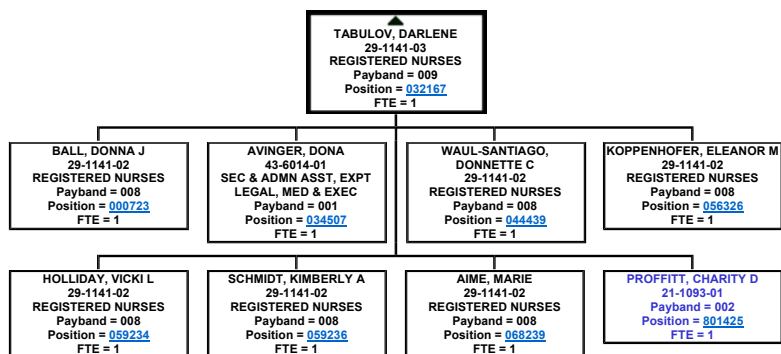 TABULOV, DARLENE
29-1141-03
REGISTERED NURSES
Payband = 009
Position = 032167
FTE = 1
BALL, DONNA J
29-1141-02
REGISTERED NURSES
Payband = 008
Position = 000723
FTE = 1
AVINGER, DONA
43-6014-01
SEC & ADMN ASST, EXPT
LEGAL, MED & EXEC
Payband = 001
Position = 034507
FTE = 1
WAUL-SANTIAGO,
DONNETTE C
29-1141-02
REGISTERED NURSES
Payband = 008
Position = 044439
FTE = 1
KOPPENHOFER, ELEANOR M
29-1141-02
REGISTERED NURSES
Payband = 008
Position = 056326
FTE = 1
HOLLIDAY, VICKI L
29-1141-02
REGISTERED NURSES
Payband = 008
Position = 059234
FTE = 1
SCHMIDT, KIMBERLY A
29-1141-02
REGISTERED NURSES
Payband = 008
Position = 059236
FTE = 1
AIME, MARIE
29-1141-02
REGISTERED NURSES
Payband = 008
Position = 068239
FTE = 1
PROFFITT, CHARITY D
21-1093-01
Payband = 002
Position = 801425
FTE = 1